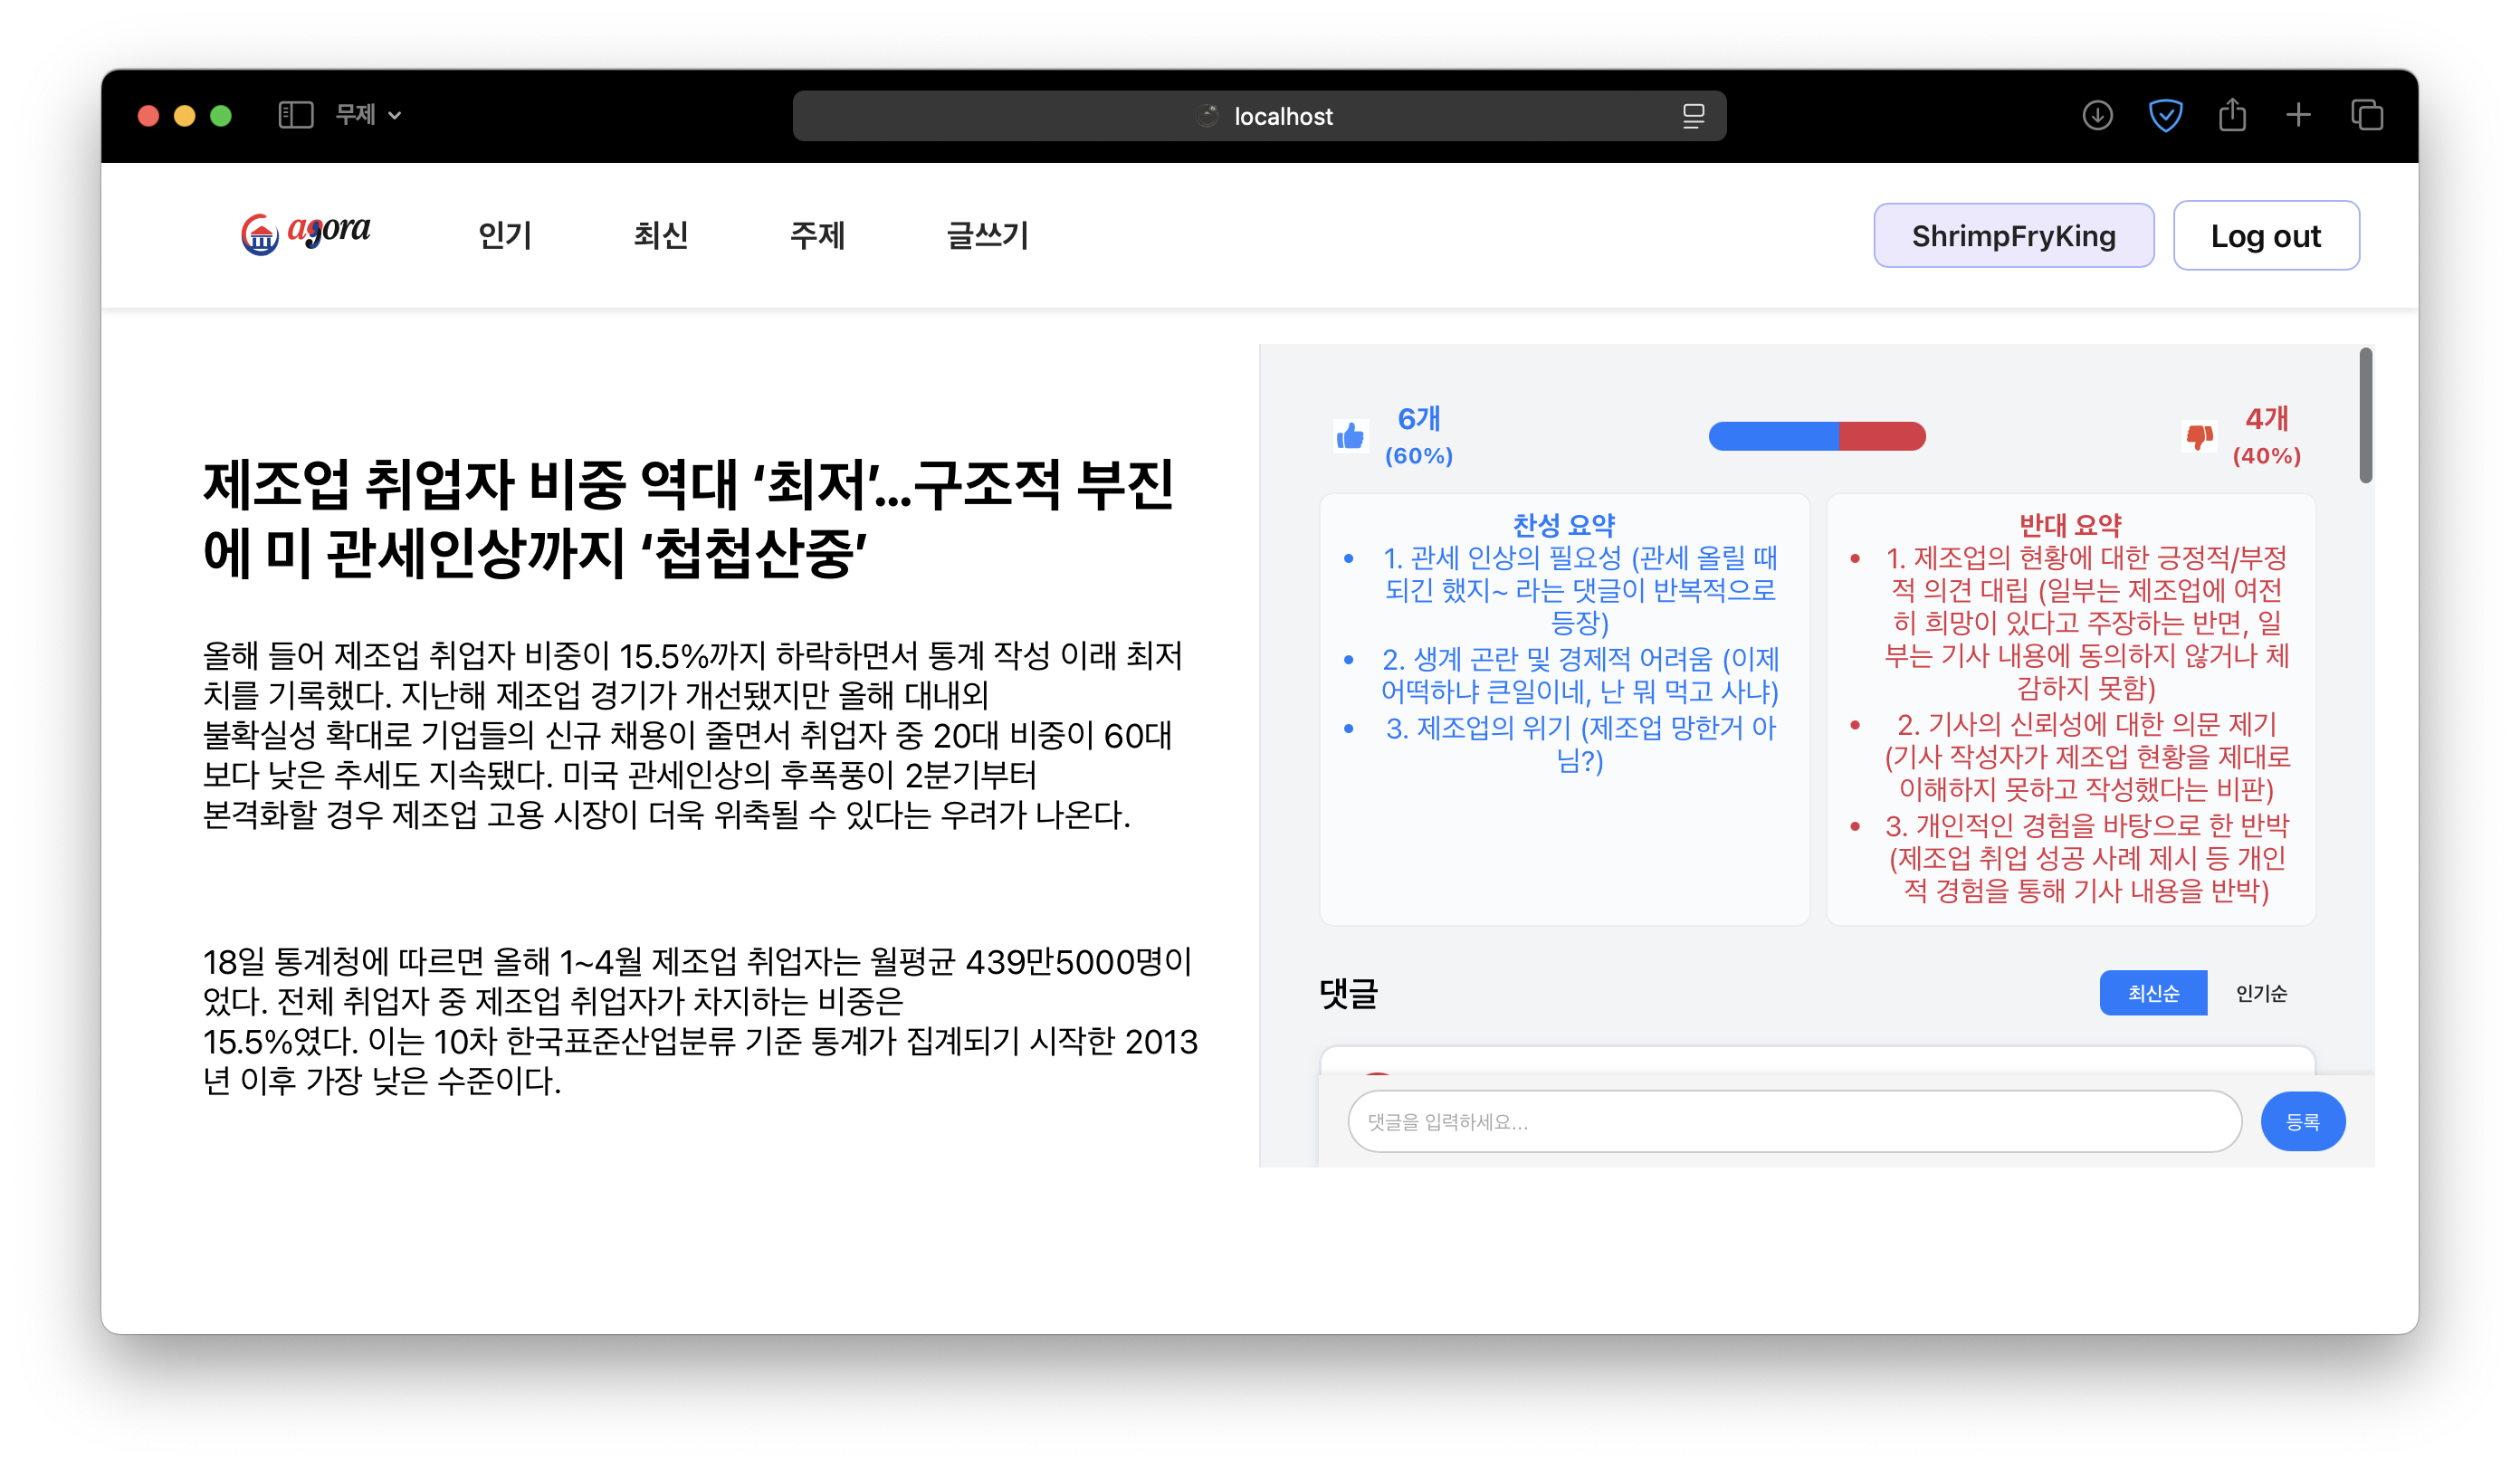 무제
localhost
agora
인기
최신
주제
글쓰기
ShrimpFryKing
Log out
제조업 취업자 비중 역대 ‘최저’…구조적 부진
에 미 관세인상까지 ‘첩첩산중’
올해 들어 제조업 취업자 비중이 15.5%까지 하락하면서 통계 작성 이래 최저
치를 기록했다. 지난해 제조업 경기가 개선됐지만 올해 대내외
불확실성 확대로 기업들의 신규 채용이 줄면서 취업자 중 20대 비중이 60대
보다 낮은 추세도 지속됐다. 미국 관세인상의 후폭풍이 2분기부터
본격화할 경우 제조업 고용 시장이 더욱 위축될 수 있다는 우려가 나온다.
18일 통계청에 따르면 올해 1~4월 제조업 취업자는 월평균 439만5000명이
었다. 전체 취업자 중 제조업 취업자가 차지하는 비중은
15.5%였다. 이는 10차 한국표준산업분류 기준 통계가 집계되기 시작한 2013
년 이후 가장 낮은 수준이다.
6개
(60%)
4개
(40%)
찬성 요약
1. 관세 인상의 필요성 (관세 올릴 때
되긴 했지~ 라는 댓글이 반복적으로
등장)
2. 생계 곤란 및 경제적 어려움 (이제
어떡하냐 큰일이네, 난 뭐 먹고 사냐)
3. 제조업의 위기 (제조업 망한거 아
님?)
반대 요약
1. 제조업의 현황에 대한 긍정적/부정
적 의견 대립 (일부는 제조업에 여전
히 희망이 있다고 주장하는 반면, 일
부는 기사 내용에 동의하지 않거나 체
감하지 못함)
2. 기사의 신뢰성에 대한 의문 제기
(기사 작성자가 제조업 현황을 제대로
이해하지 못하고 작성했다는 비판)
3. 개인적인 경험을 바탕으로 한 반박
(제조업 취업 성공 사례 제시 등 개인
적 경험을 통해 기사 내용을 반박)
댓글
최신순
인기순
댓글을 입력하세요...
등록